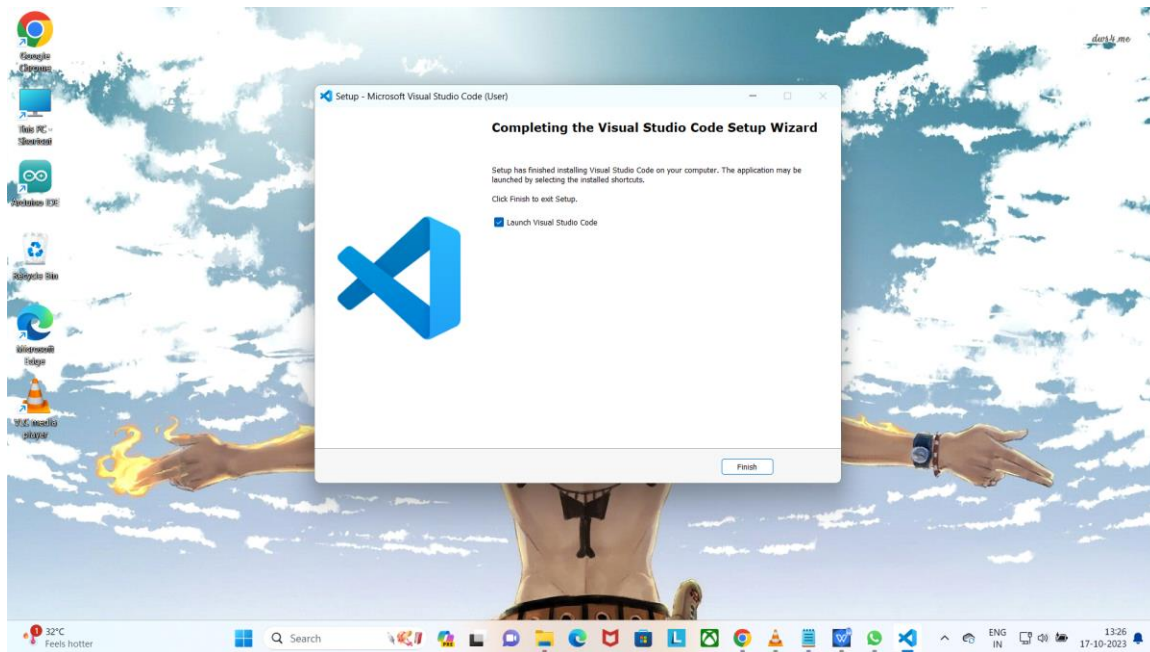 Google
Chrome
This PC -
Shortcut
Arduino IDE
Recycle Bin
Microsoft
Edge
VLC media
player
Setup - Microsoft Visual Studio Code (User)
Completing the Visual Studio Code Setup Wizard
Setup has finished installing Visual Studio Code on your computer. The application may be
launched by selecting the installed shortcuts.
Click Finish to exit Setup.
Launch Visual Studio Code
Finish
1
32°C
Feels hotter
Search
PRE
L
W
ENG
IN
13:26
17-10-2023